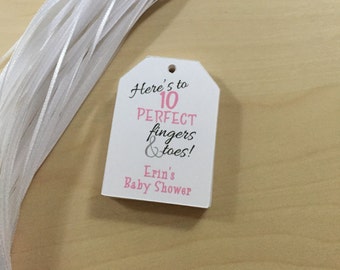 Here's to
10
PERFECT
fingers
& toes!
Erin's
Baby Shower